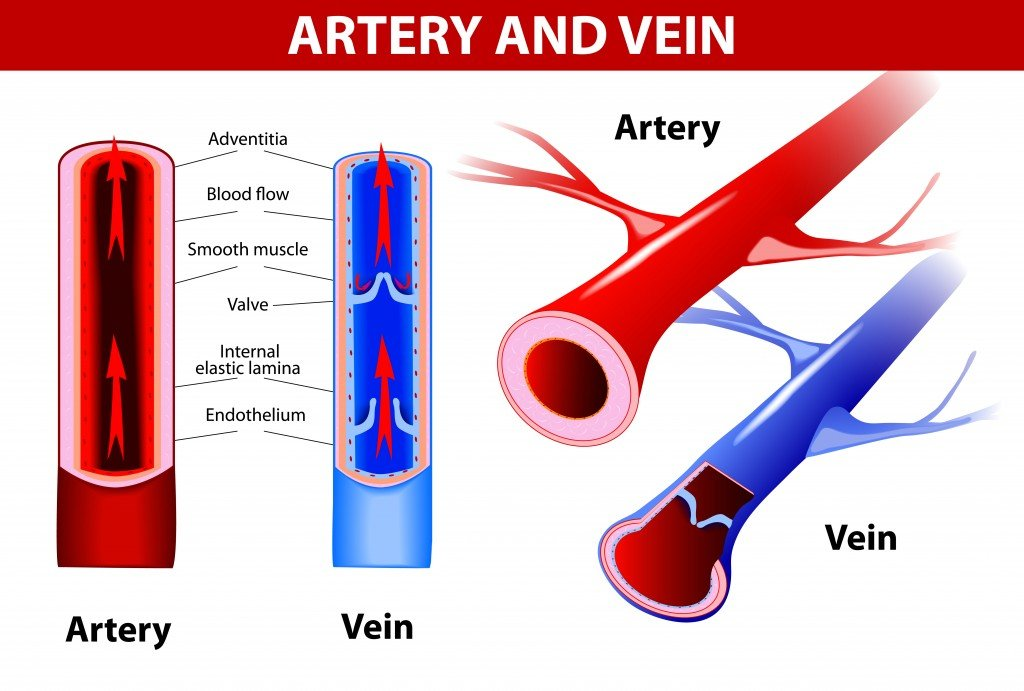 ARTERY AND VEIN
Adventitia
Blood flow
Smooth muscle
Valve
Internal
elastic lamina
Endothelium
Artery
Vein
Artery
Vein